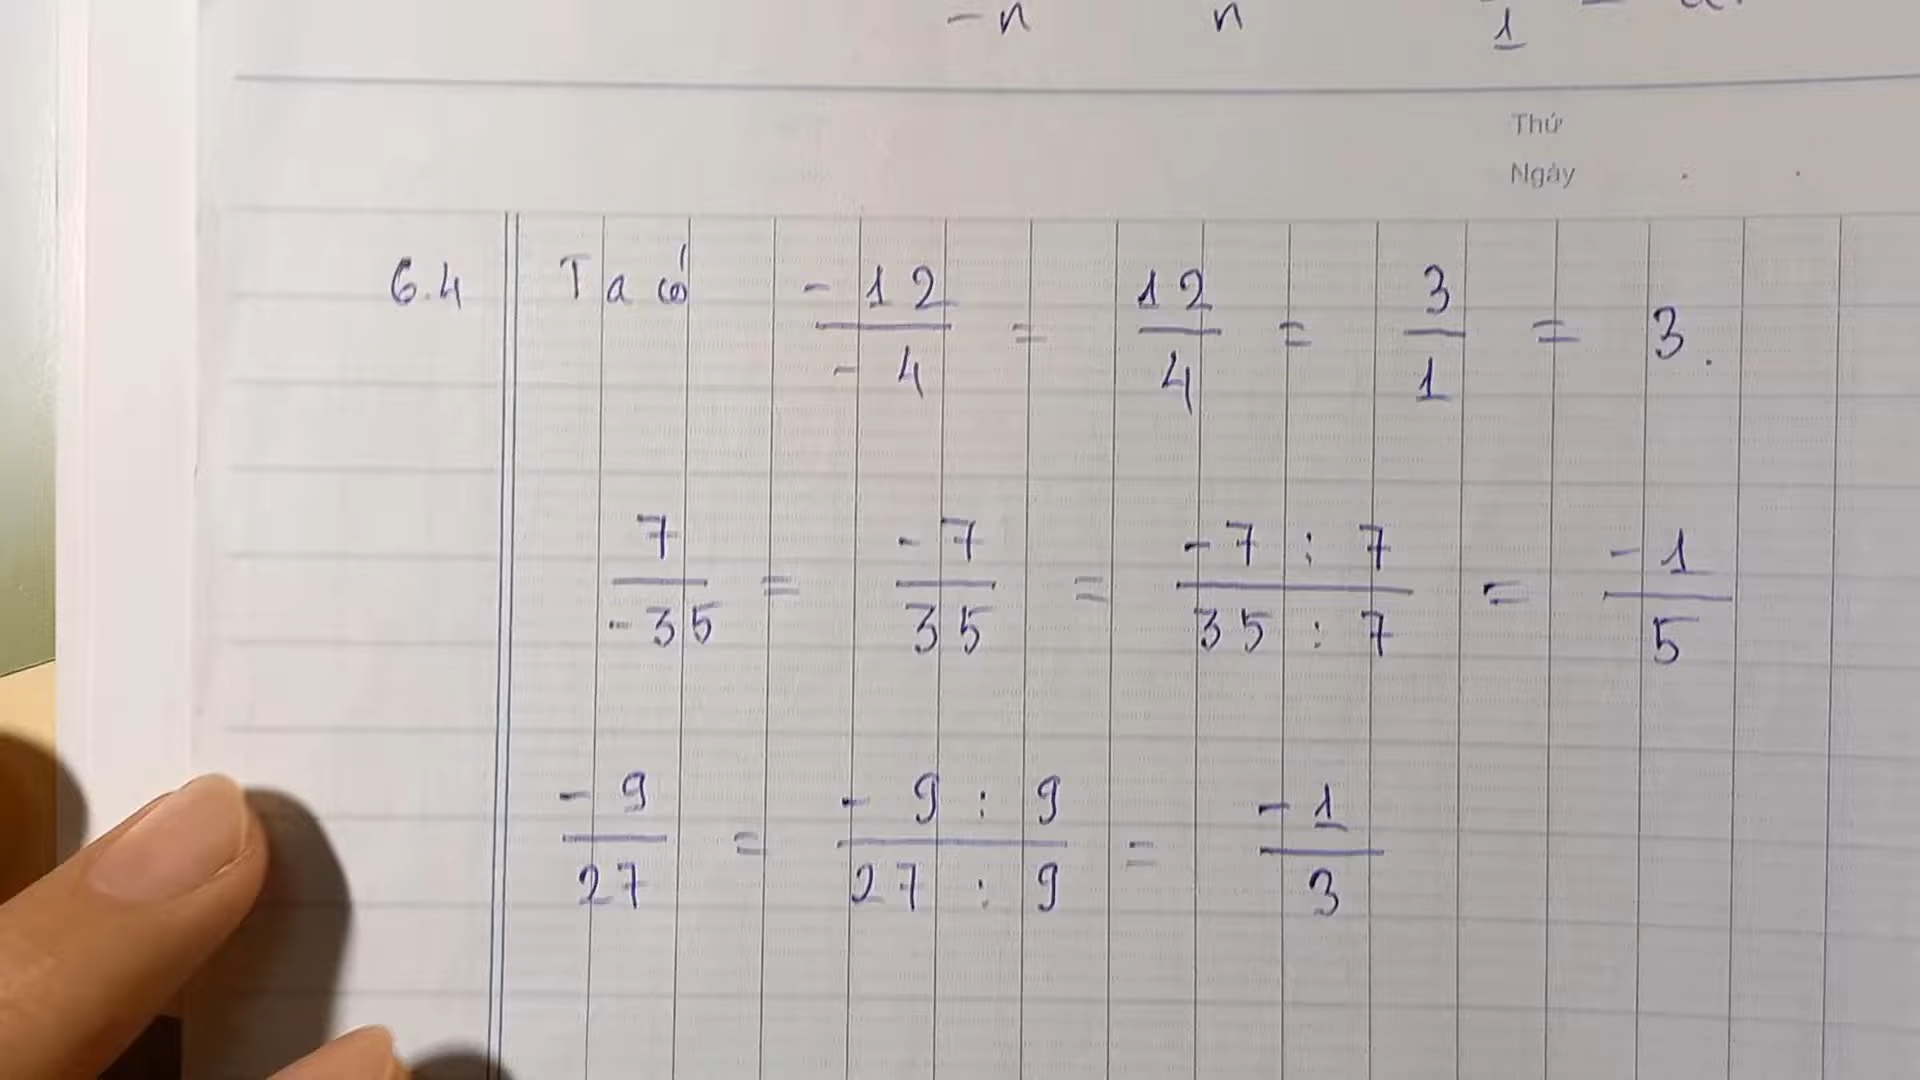 -n n 1
Thứ
Ngày
6.4 Ta có -12/-4 = 12/4 = 3/1 = 3.
7/-35 = -7/35 = -7:7/35:7 = -1/5
-9/27 = -9:9/27:9 = -1/3